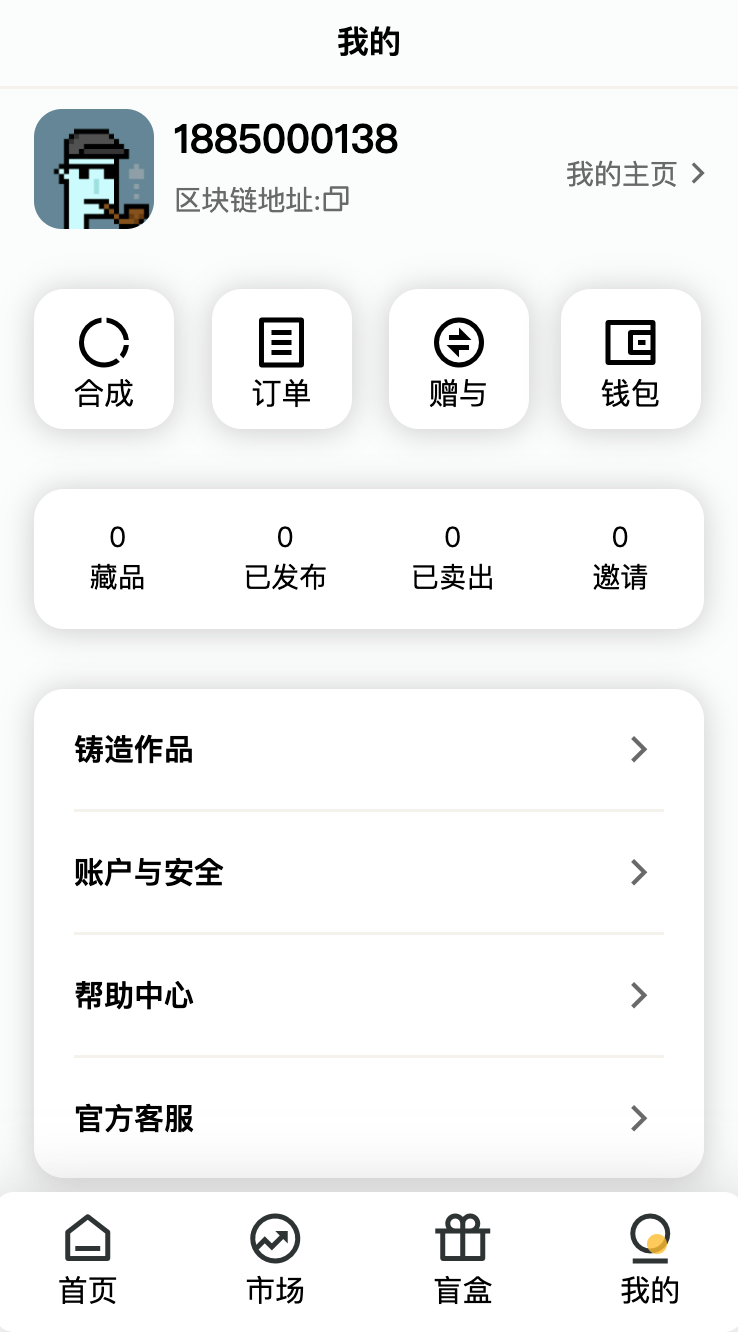 我的
1885000138
区块链地址:
我的主页
合成 订单 赠与 钱包
0 0 0 0
藏品 已发布 已卖出 邀请
铸造作品
账户与安全
帮助中心
官方客服
首页 市场 盲盒 我的